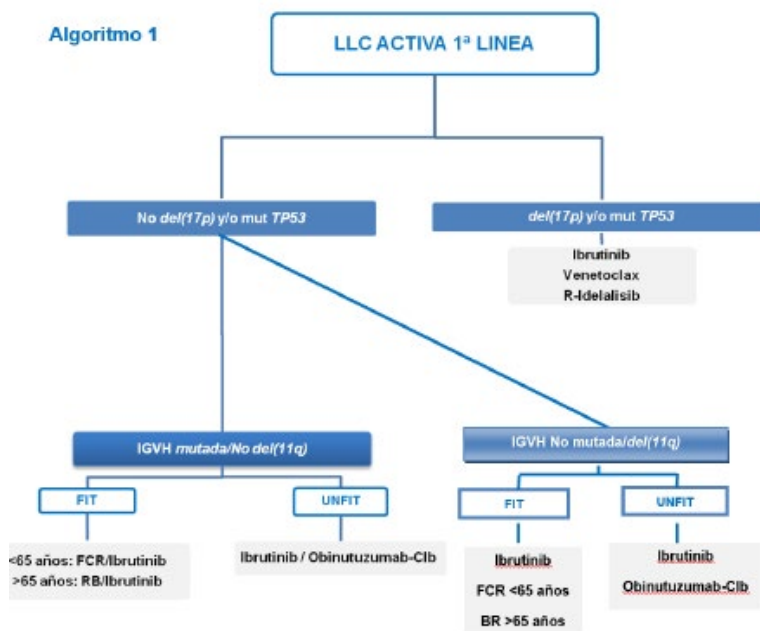 Algoritmo 1
LLC ACTIVA 1ª LINEA
No del(17p) y/o mut TP53
del(17p) y/o mut TP53
Ibrutinib
Venetoclax
R-Idelalisib
IGVH mutada/No del(11q)
IGVH No mutada/del(11q)
FIT
UNFIT
FIT
UNFIT
<65 años: FCR/Ibrutinib
>65 años: RB/Ibrutinib
Ibrutinib / Obinutuzumab-Clb
Ibrutinib
FCR <65 años
BR >65 años
Ibrutinib
Obinutuzumab-Clb